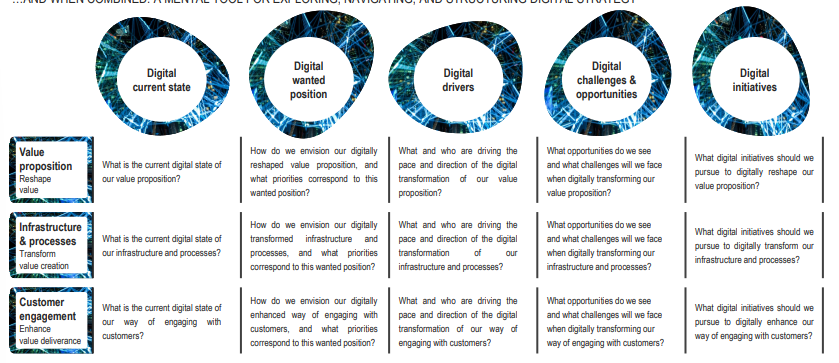 ...AND WHEN COMBINED: A MENTAL TOOL FOR EXPLORING, NAVIGATING, AND STRUCTURING DIGITAL STRATEGY
Digital
current state
Digital
wanted
position
Digital
drivers
Digital
challenges &
opportunities
Digital
initiatives
Value
proposition
Reshape
value
What is the current digital state of
our value proposition?
How do we envision our digitally
reshaped value proposition, and
what priorities correspond to this
wanted position?
What and who are driving the
pace and direction of the digital
transformation of our value
proposition?
What opportunities do we see
and what challenges will we face
when digitally transforming our
value proposition?
What digital initiatives should we
pursue to digitally reshape our
value proposition?
Infrastructure
& processes
Transform
value creation
What is the current digital state of
our infrastructure and processes?
How do we envision our digitally
transformed infrastructure and
processes, and what priorities
correspond to this wanted position?
What and who are driving the
pace and direction of the digital
transformation of our
infrastructure and processes?
What opportunities do we see
and what challenges will we face
when digitally transforming our
infrastructure and processes?
What digital initiatives should we
pursue to digitally transform our
infrastructure and processes?
Customer
engagement
Enhance
value deliverance
What is the current digital state of
our way of engaging with
customers?
How do we envision our digitally
enhanced way of engaging with
customers, and what priorities
correspond to this wanted position?
What and who are driving the
pace and direction of the digital
transformation of our way of
engaging with customers?
What opportunities do we see
and what challenges will we face
when digitally transforming our
way of engaging with customers?
What digital initiatives should we
pursue to digitally enhance our
way of engaging with customers?